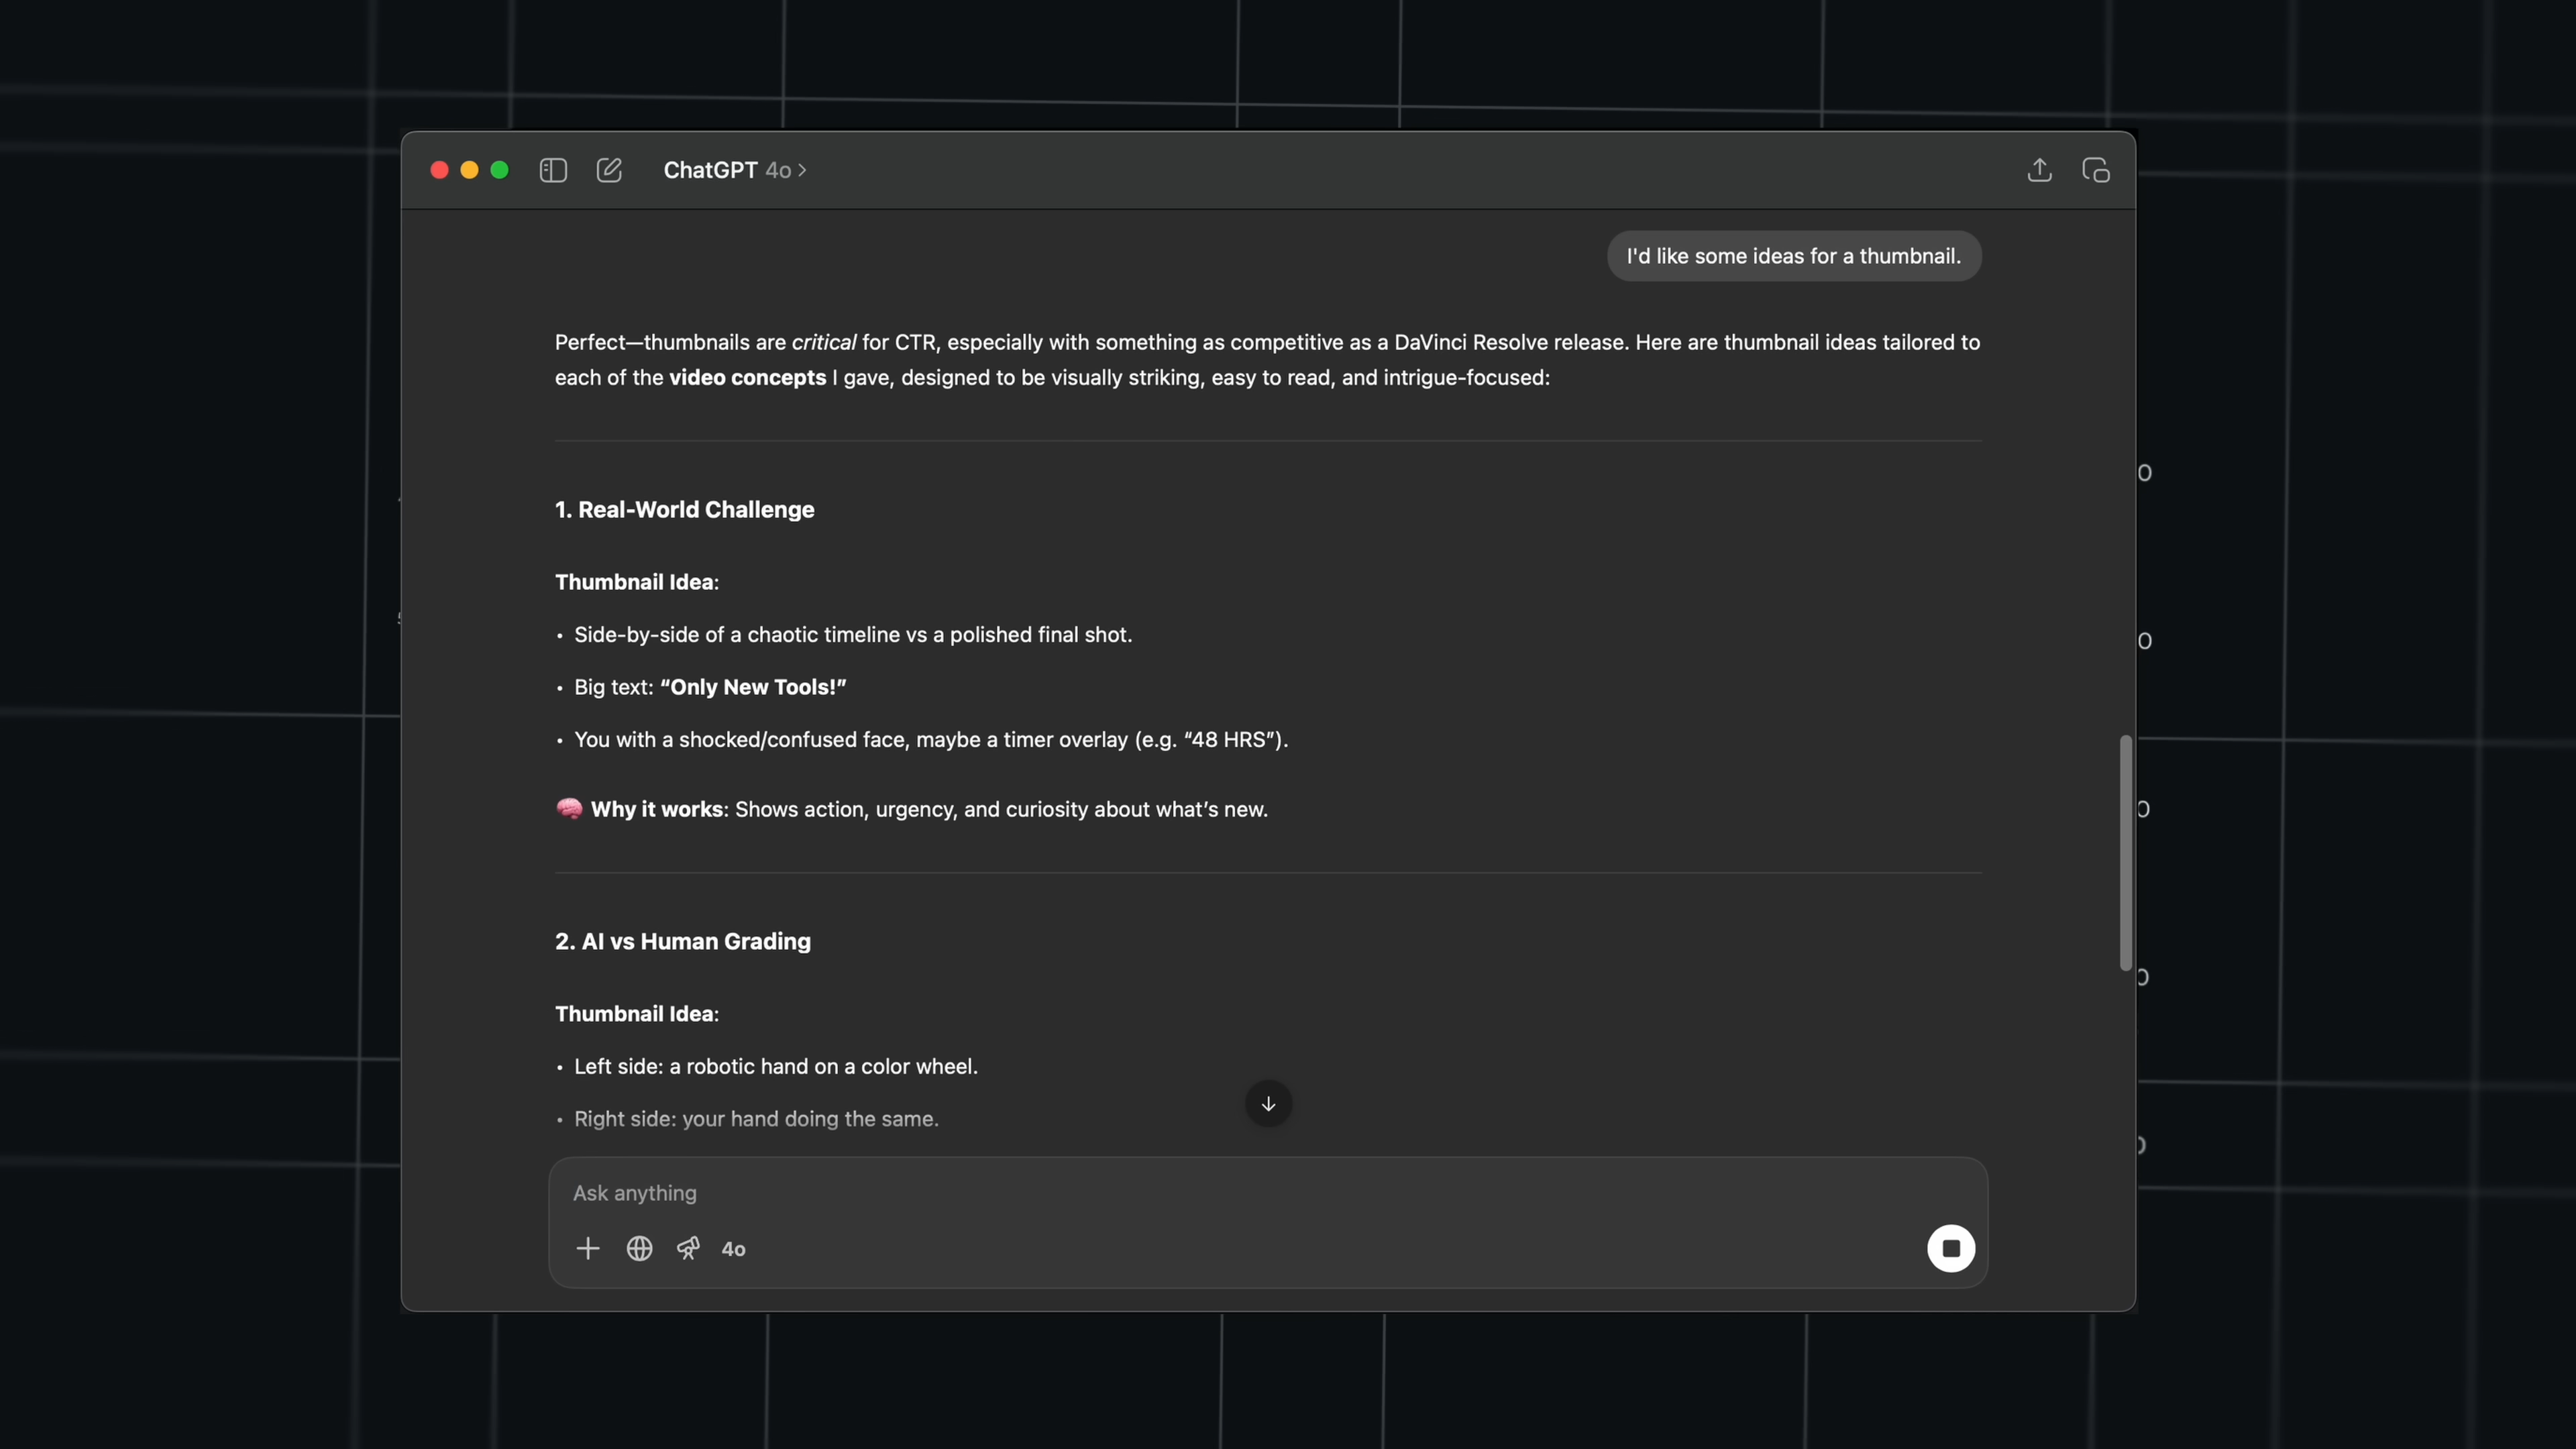 ChatGPT 4o >
I'd like some ideas for a thumbnail.
Perfect—thumbnails are critical for CTR, especially with something as competitive as a DaVinci Resolve release. Here are thumbnail ideas tailored to
each of the video concepts I gave, designed to be visually striking, easy to read, and intrigue-focused:
1. Real-World Challenge
Thumbnail Idea:
• Side-by-side of a chaotic timeline vs a polished final shot.
• Big text: “Only New Tools!”
• You with a shocked/confused face, maybe a timer overlay (e.g. “48 HRS”).
🧠 Why it works: Shows action, urgency, and curiosity about what’s new.
2. AI vs Human Grading
Thumbnail Idea:
• Left side: a robotic hand on a color wheel.
• Right side: your hand doing the same.
Ask anything
4o